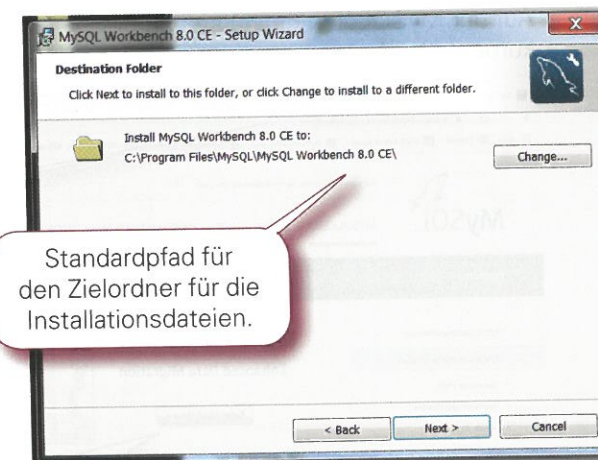 MySQL Workbench 8.0 CE - Setup Wizard
Destination Folder
Click Next to install to this folder, or click Change to install to a different folder.
Install MySQL Workbench 8.0 CE to:
C:\Program Files\MySQL\MySQL Workbench 8.0 CE\
Change...
Standardpfad für
den Zielordner für die
Installationsdateien.
< Back
Next >
Cancel